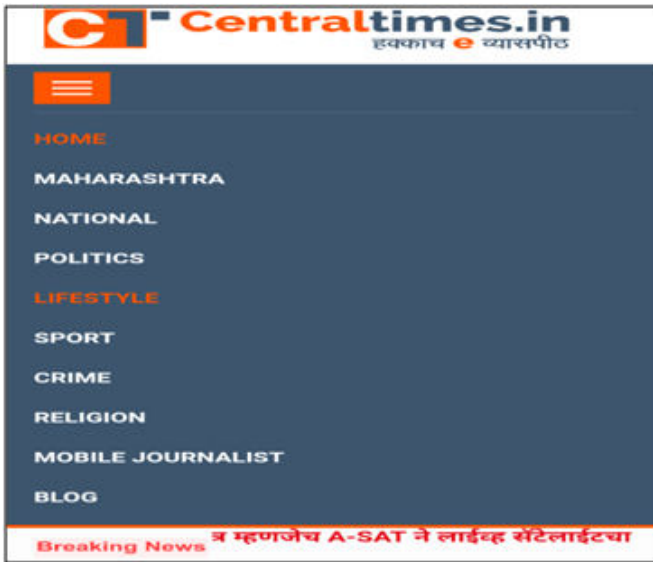 CT Centraltimes.in
हक्काच e व्यासपीठ
HOME
MAHARASHTRA
NATIONAL
POLITICS
LIFESTYLE
SPORT
CRIME
RELIGION
MOBILE JOURNALIST
BLOG
Breaking News त्र म्हणजेच A-SAT ने लाईव्ह सॅटेलाईटचा